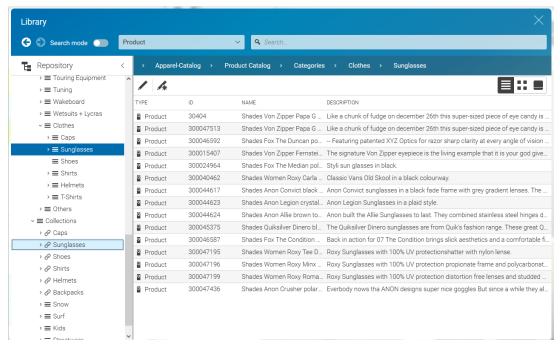 Library
Search mode
Product
Search...
Repository
Apparel-Catalog › Product Catalog › Categories › Clothes › Sunglasses
Touring Equipment
Tuning
Wakeboard
Wetsuits + Lycras
Clothes
Caps
Sunglasses
Shoes
Shirts
Helmets
T-Shirts
Others
Collections
Caps
Sunglasses
Shoes
Shirts
Helmets
Backpacks
Snow
Surf
Kids
TYPE ID NAME DESCRIPTION
Product 30404 Shades Von Zipper Papa G ... Like a chunk of fudge on december 26th this super-sized piece of eye candy is ...
Product 300047513 Shades Von Zipper Papa G ... Like a chunk of fudge on december 26th this super-sized piece of eye candy is ...
Product 300046592 Shades Fox The Duncan po... -- Featuring patented XYZ Optics for razor sharp clarity at every angle of vision ...
Product 300015407 Shades Von Zipper Fernstei... The signature Von Zipper eyepiece is the living example that it is your god give...
Product 300024964 Shades Fox The Median pol... Styli sun glasses in black.
Product 300040462 Shades Women Roxy Carla ... Classic Vans Old Skool in a black colourway.
Product 300044617 Shades Anon Convict black ... Anon Convict sunglasses in a black fade frame with grey gradient lenses. The ...
Product 300044623 Shades Anon Legion crystal... Anon Legion Sunglasses in a plaid style.
Product 300044624 Shades Anon Allie brown to... Anon built the Allie Sunglasses to last. They combined stainless steel hinges d...
Product 300045375 Shades Quiksilver Dinero bl... The Quiksilver Dinero sunglasses are from Quik's fashion range. These great Q...
Product 300046587 Shades Fox The Condition ... Back in action for 07 The Condition brings slick aesthetics and a comfortable fi...
Product 300047195 Shades Women Roxy Tee D... Roxy Sunglasses with 100% UV protectionshatter with nylon lense.
Product 300047196 Shades Women Roxy Minx ... Roxy Sunglasses with 100% UV protection propionate frame and polycarbonat...
Product 300047199 Shades Women Roxy Roma... Roxy Sunglasses with 100% UV protection distortion free lenses and studded ...
Product 300047436 Shades Anon Crusher polar... Everbody nows tha ANON designs super nice goggles But since a while they al...